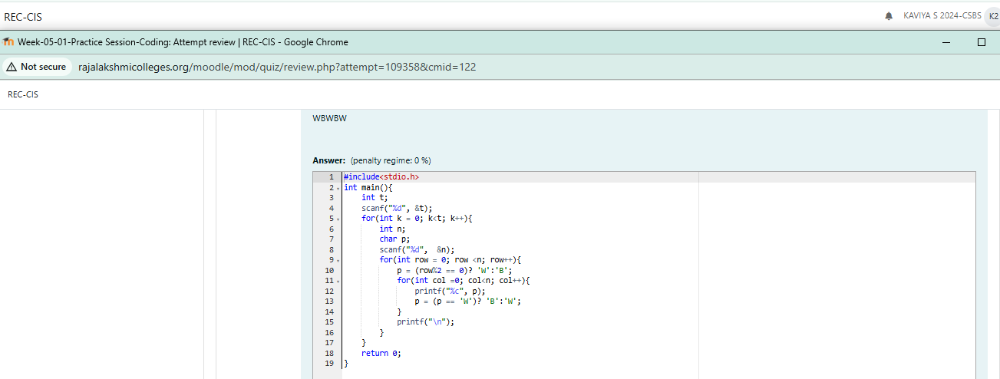 REC-CIS
KAVIYA S 2024-CSBS K2
Week-05-01-Practice Session-Coding: Attempt review | REC-CIS - Google Chrome
Not secure rajalakshmicolleges.org/moodle/mod/quiz/review.php?attempt=109358&cmid=122
REC-CIS
WBWBW
Answer: (penalty regime: 0 %)
1 #include<stdio.h>
2 int main(){
3 int t;
4 scanf("%d", &t);
5 for(int k = 0; k<t; k++){
6 int n;
7 char p;
8 scanf("%d",  &n);
9 for(int row = 0; row <n; row++){
10 p = (row%2 == 0)? 'W':'B';
11 for(int col =0; col<n; col++){
12 printf("%c", p);
13 p = (p == 'W')? 'B':'W';
14 }
15 printf("\n");
16 }
17 }
18 return 0;
19 }